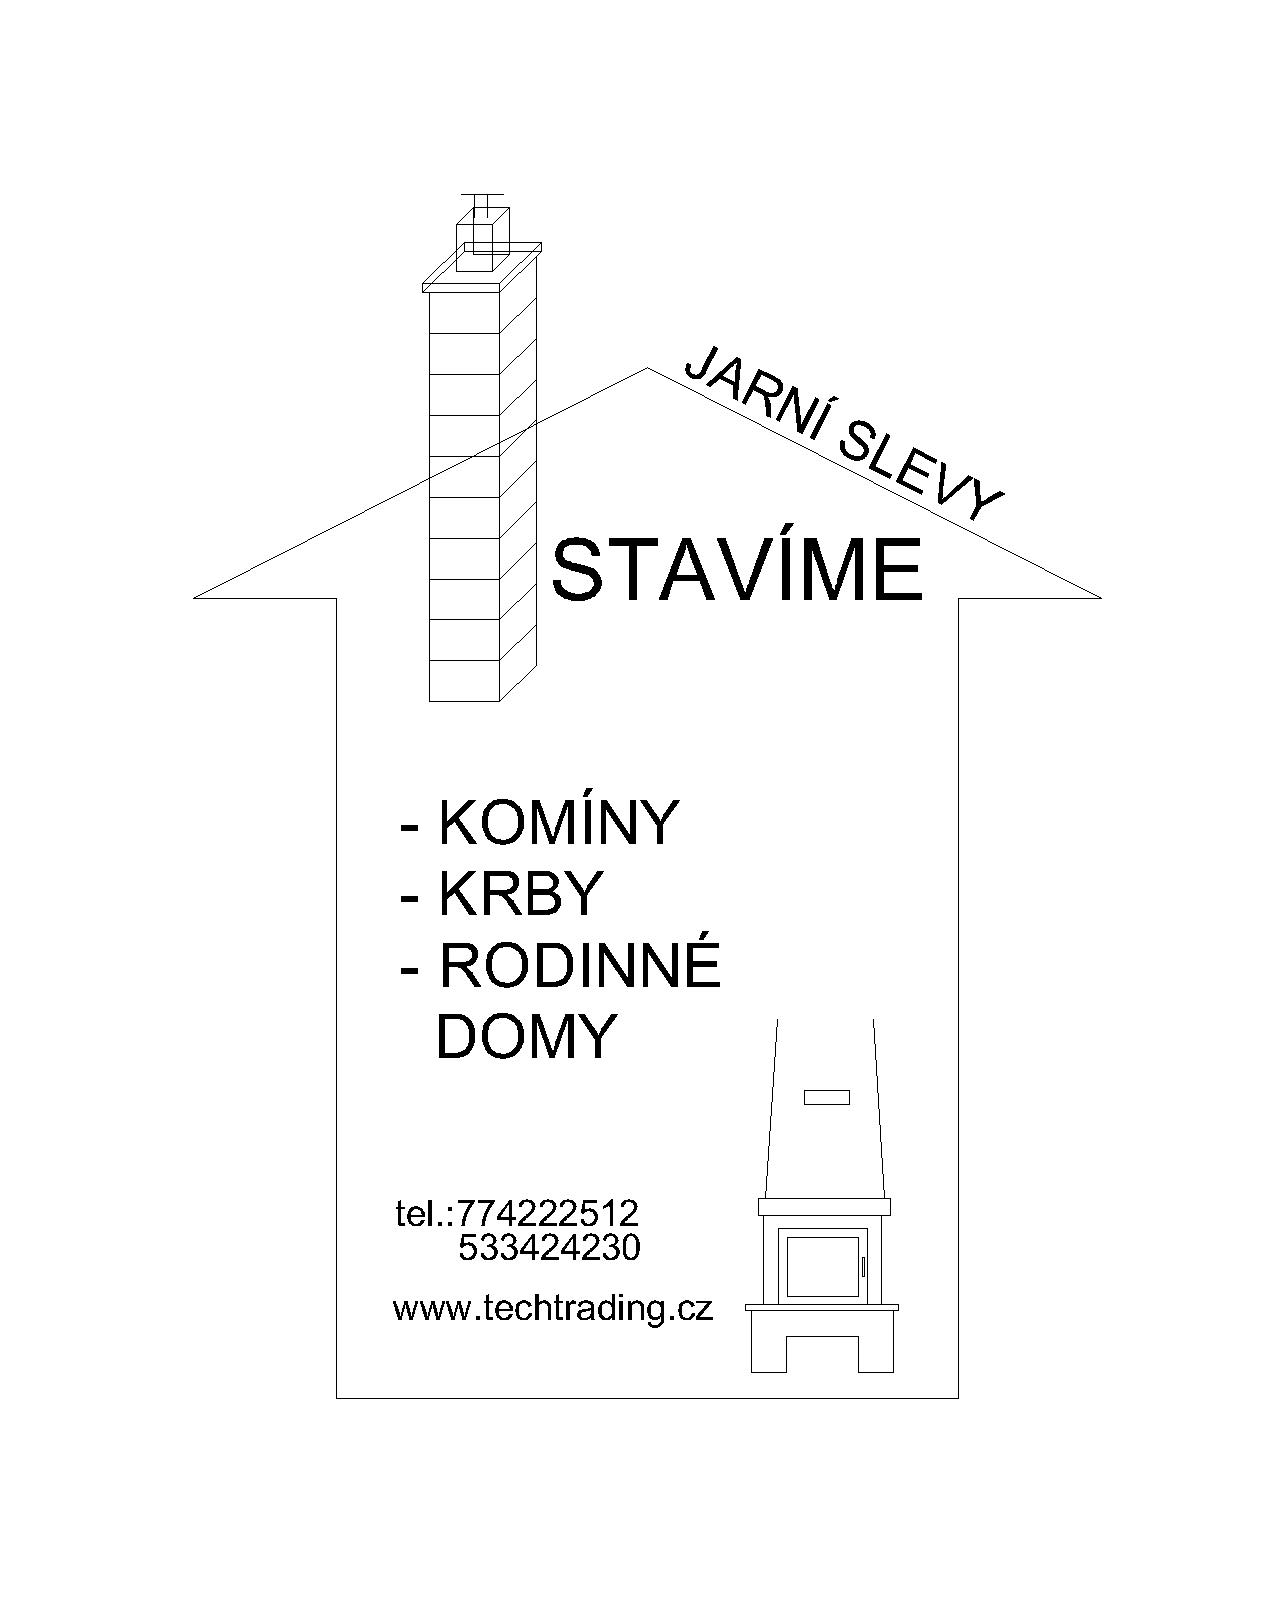 JARNÍ SLEVY
STAVÍME
- KOMÍNY
- KRBY
- RODINNÉ
DOMY
tel.:774222512
533424230
www.techtrading.cz